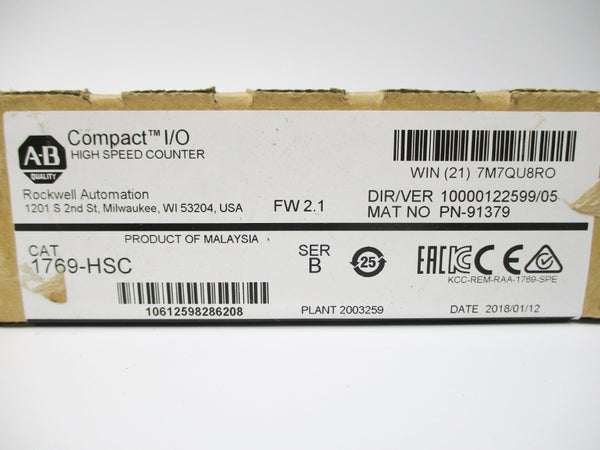 A-B
QUALITY
Compact™ I/O
HIGH SPEED COUNTER
Rockwell Automation
1201 S 2nd St, Milwaukee, WI 53204, USA
FW 2.1
WIN (21) 7M7QU8RO
DIR/VER 10000122599/05
MAT NO PN-91379
PRODUCT OF MALAYSIA
CAT
1769-HSC
SER
B
25
EAC
CE
KCC-REM-RAA-1769-SPE
10612598286208
PLANT 2003259
DATE 2018/01/12